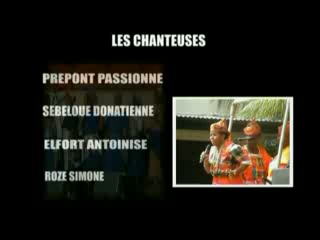 LES CHANTEUSES
PREPONT PASSIONNE
SEBELOUE DONATIENNE
ELFORT ANTOINISE
ROZE SIMONE